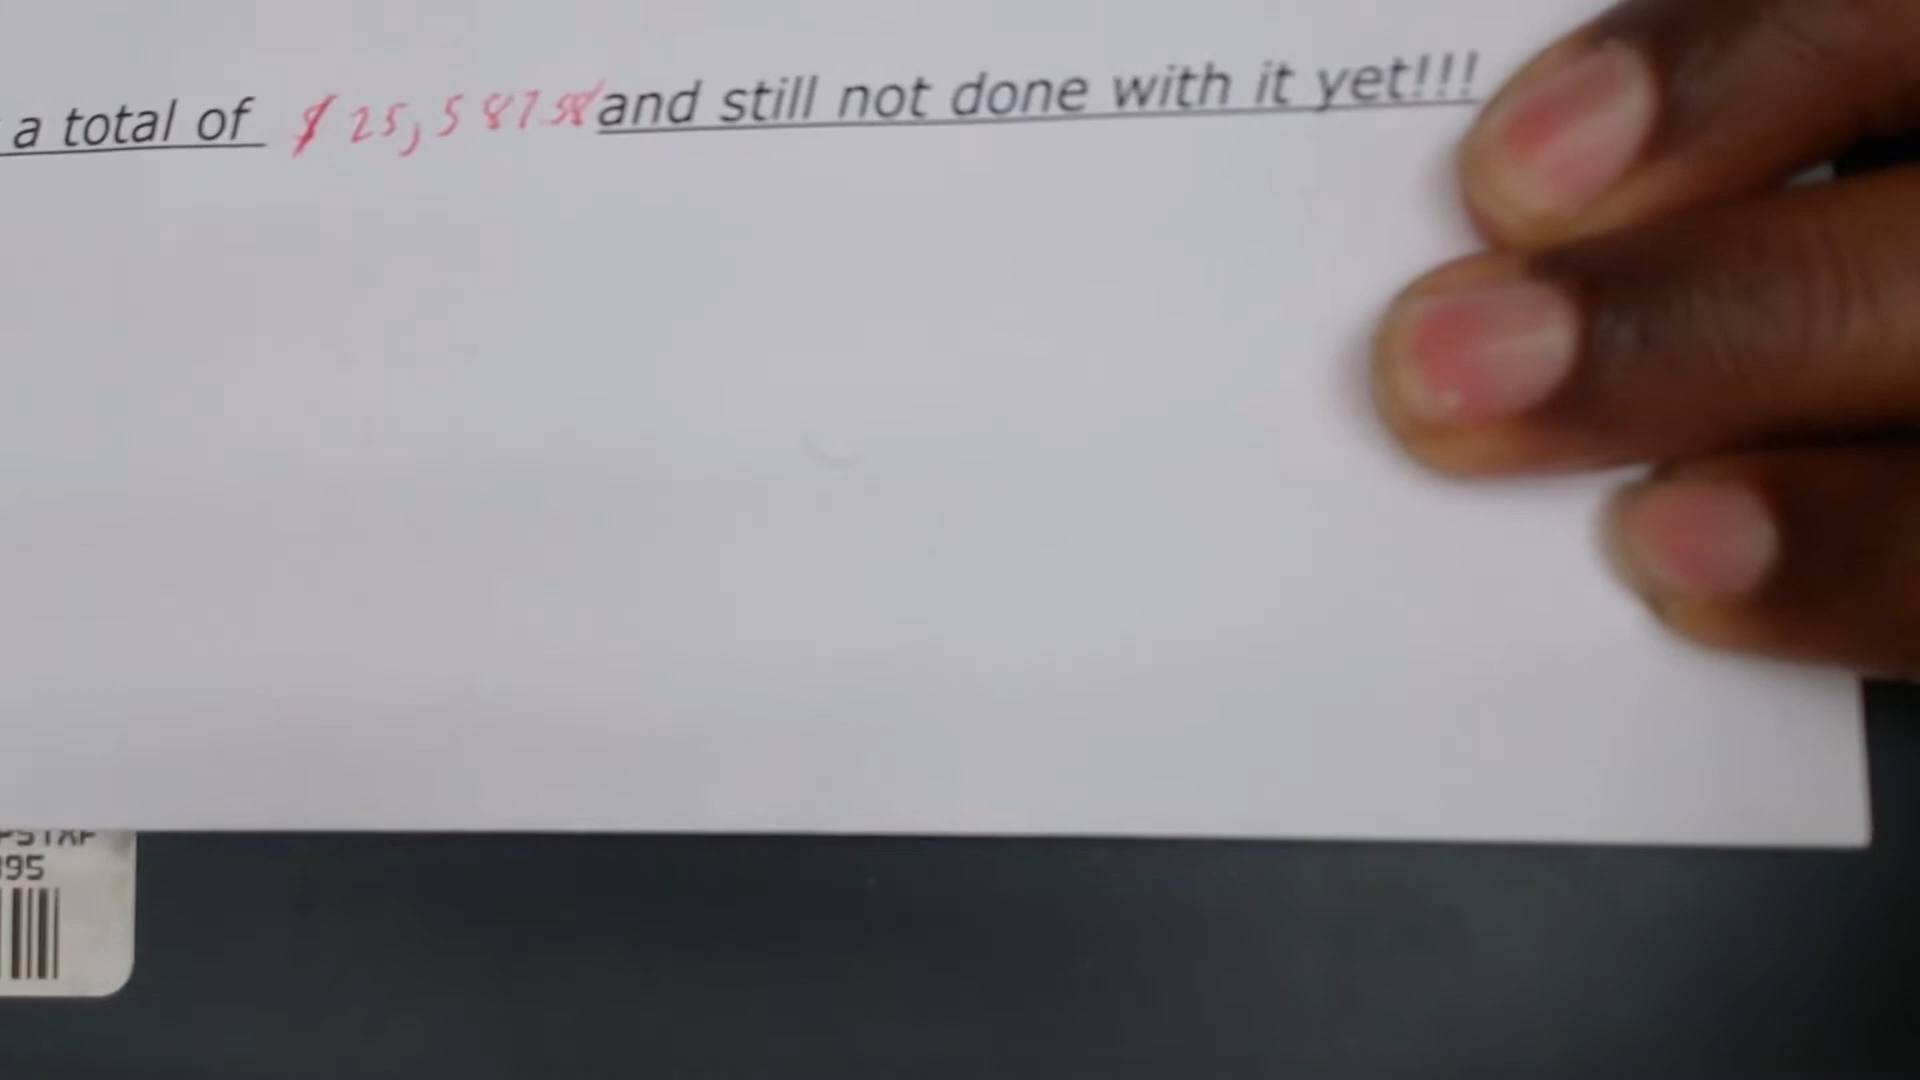 a total of $25,587.58 and still not done with it yet!!!
95